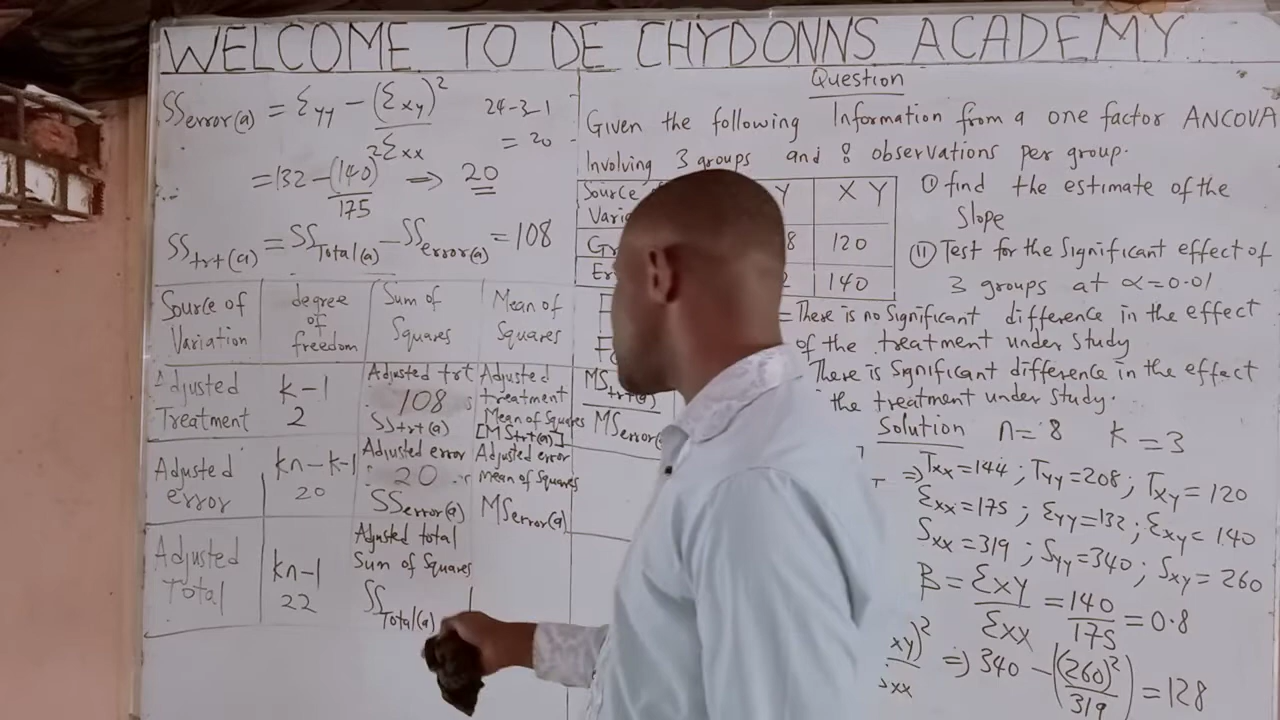 WELCOME TO DE CHYDONNS ACADEMY
SSerror(a) = Σyy − (Σxy)²/Σxx
24-3-1
= 20
= 132 − (140)²/175 ⇒ 20
SStrt(a) = SSTotal(a) − SSerror(a) = 108
Source of Variation | degree of freedom | Sum of Squares | Mean of Squares
Adjusted Treatment | k-1 2 | Adjusted trt 108 s SStrt(a) | Adjusted treatment Mean of Squares [MStrt(a)] | MStrt(a)/MSerror(
Adjusted error | kn-k-1 20 | Adjusted error 20 SSerror(a) | Adjusted error Mean of Squares MSerror(a)
Adjusted Total | kn-1 22 | Adjusted total Sum of Squares SSTotal(a)
Question
Given the following Information from a one factor ANCOVA
Involving 3 groups and 8 observations per group.
Source Y | X Y
Gr 8 | 120
Er 2 | 140
(I) find the estimate of the
Slope
(II) Test for the Significant effect of
3 groups at α=0.01
= There is no Significant difference in the effect
of the treatment under study
There is Significant difference in the effect
the treatment under study.
Solution n = 8 k = 3
⇒ Txx = 144; Tyy = 208; Txy = 120
Σxx = 175; Σyy = 132; Σxy = 140
Sxx = 319; Syy = 340; Sxy = 260
β = Σxy/Σxx = 140/175 = 0.8
xy)²/xx ⇒ 340 − ((260)²/319) = 128